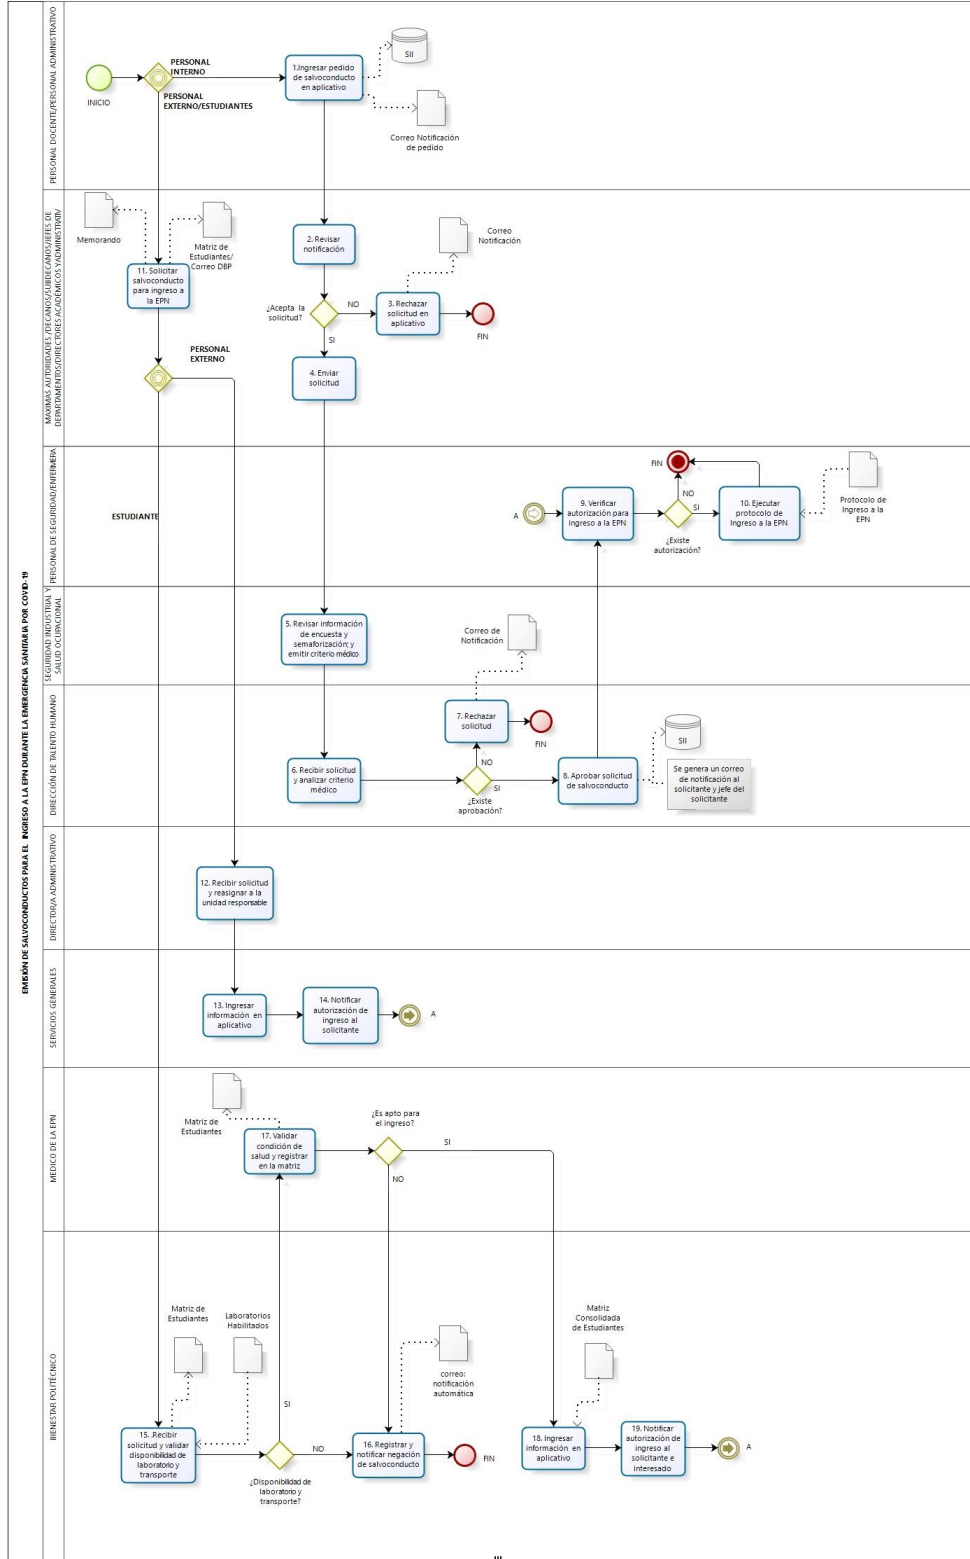 EMISIÓN DE SALVOCONDUCTOS PARA EL INGRESO A LA EPN DURANTE LA EMERGENCIA SANITARIA POR COVID-19
PERSONAL DOCENTE/PERSONAL ADMINISTRATIVO
INICIO
PERSONAL
INTERNO
PERSONAL
EXTERNO/ESTUDIANTES
1.Ingresar pedido
de salvoconducto
en aplicativo
SII
Correo Notificación
de pedido
MAXIMAS AUTORIDADES /DECANOS/SUBDECANOS/JEFES DE
DEPARTAMENTOS/DIRECTORES ACADÉMICOS YADMINISTRATIV
Memorando
Matriz de
Estudiantes/
Correo DBP
11. Solicitar
salvoconducto
para ingreso a
la EPN
2. Revisar
notificación
¿Acepta la
solicitud?
NO
SI
3. Rechazar
solicitud en
aplicativo
Correo
Notificación
FIN
4. Enviar
solicitud
PERSONAL
EXTERNO
PERSONAL DE SEGURIDAD/ENFERMERA
ESTUDIANTE
A
9. Verificar
autorización para
ingreso a la EPN
FIN
NO
SI
¿Existe
autorización?
10. Ejecutar
protocolo de
Ingreso a la EPN
Protocolo de
Ingreso a la
EPN
SEGURIDAD INDUSTRIAL Y
SALUD OCUPACIONAL
5. Revisar información
de encuesta y
semaforización; y
emitir criterio médico
Correo de
Notificación
DIRECCIÓN DE TALENTO HUMANO
6. Recibir solicitud
y analizar criterio
médico
7. Rechazar
solicitud
FIN
NO
SI
¿Existe
aprobación?
8. Aprobar solicitud
de salvoconducto
SII
Se genera un correo
de notificación al
solicitante y jefe del
solicitante
DIRECTOR/A ADMINISTRATIVO
12. Recibir solicitud
y reasignar a la
unidad responsable
SERVICIOS GENERALES
13. Ingresar
información en
aplicativo
14. Notificar
autorización de
ingreso al
solicitante
A
MEDICO DE LA EPN
Matriz de
Estudiantes
17. Validar
condición de
salud y registrar
en la matriz
¿Es apto para
el ingreso?
SI
NO
BIENESTAR POLITÉCNICO
Matriz de
Estudiantes
Laboratorios
Habilitados
15. .Recibir
solicitud y validar
disponibilidad de
laboratorio y
transporte
SI
NO
¿Disponibilidad de
laboratorio y
transporte?
correo:
notificación
automática
16. Registrar y
notificar negación
de salvoconducto
FIN
Matriz
Consolidada
de Estudiantes
18. Ingresar
información en
aplicativo
19. Notificar
autorización de
ingreso al
solicitante e
interesado
A